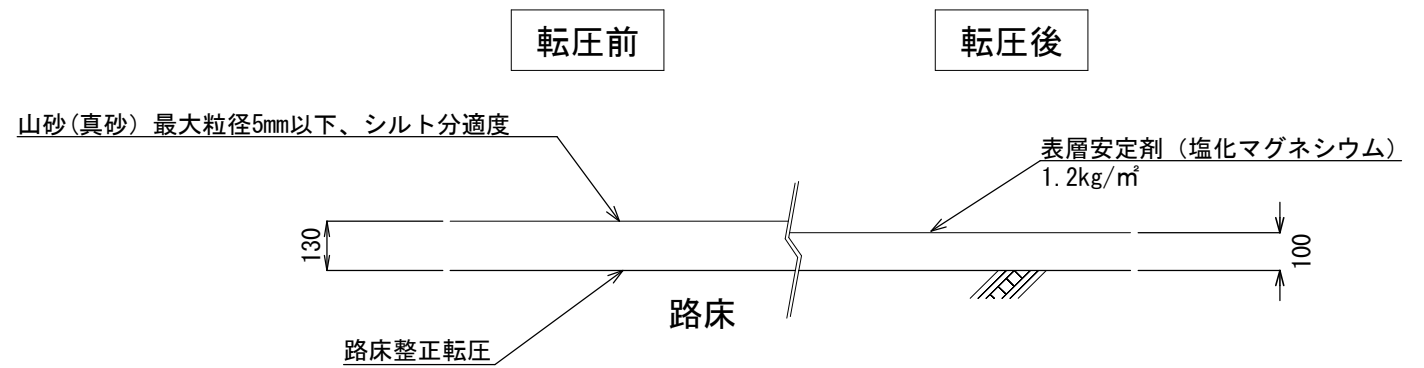 転圧前
転圧後
山砂(真砂) 最大粒径5mm以下、シルト分適度
表層安定剤（塩化マグネシウム）
1.2kg/㎡
130
100
路床
路床整正転圧